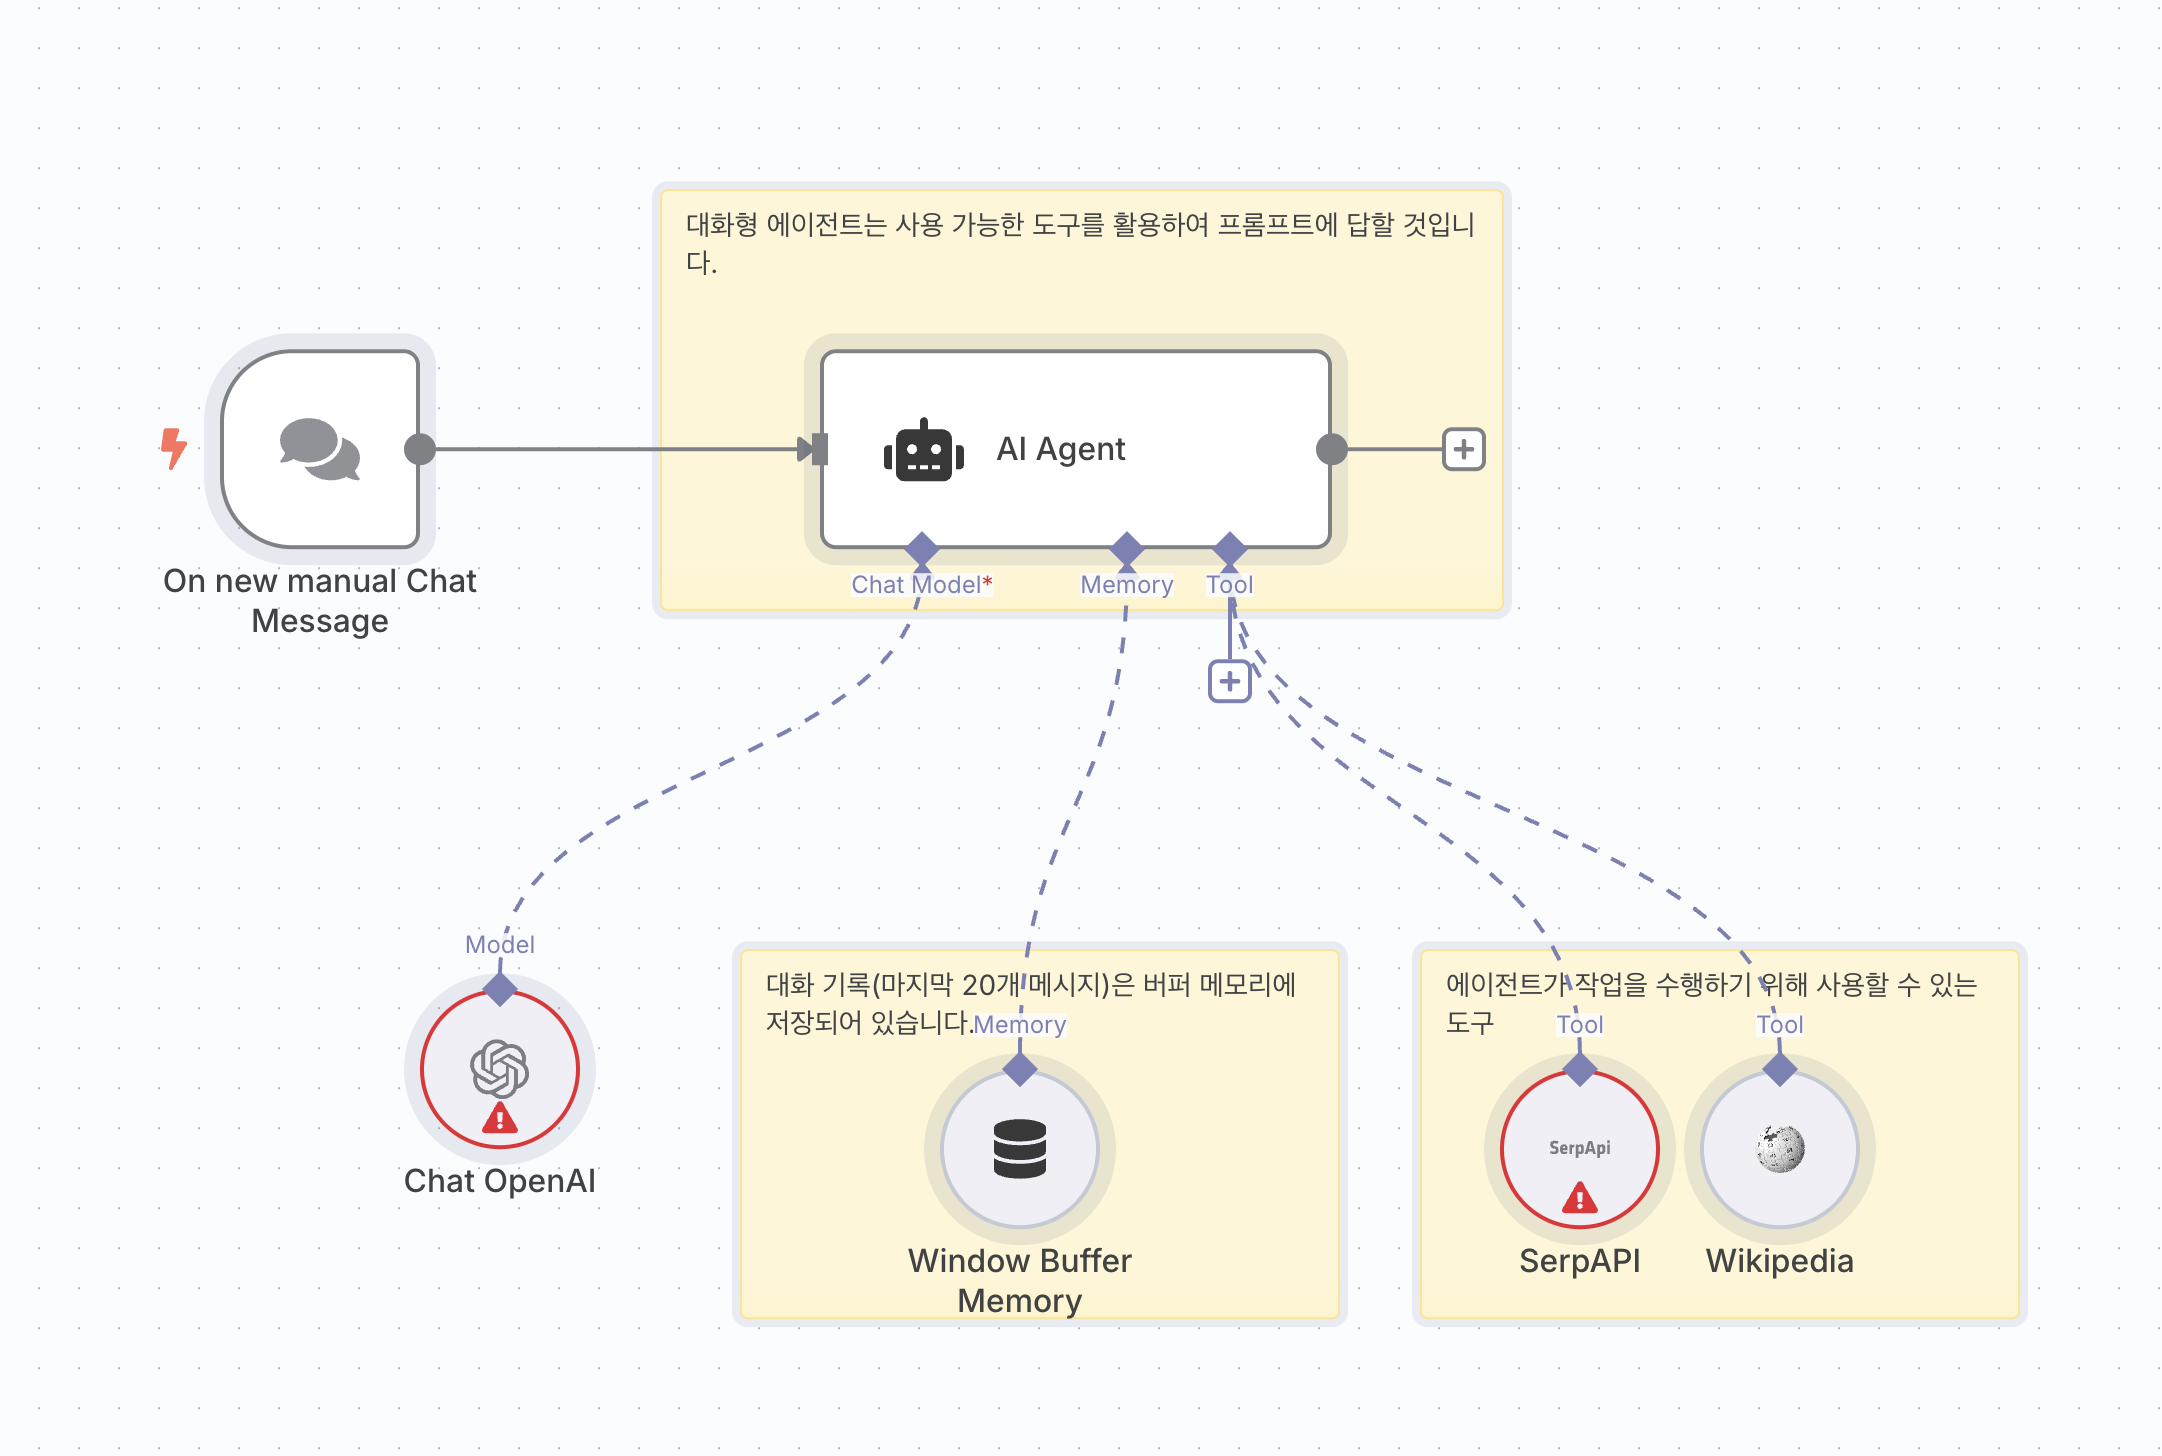 대화형 에이전트는 사용 가능한 도구를 활용하여 프롬프트에 답할 것입니
다.
AI Agent
On new manual Chat
Message
Chat Model*
Memory
Tool
Model
Chat OpenAI
대화 기록(마지막 20개 메시지)은 버퍼 메모리에
저장되어 있습니다.
Memory
Window Buffer
Memory
에이전트가 작업을 수행하기 위해 사용할 수 있는
도구
Tool
Tool
SerpApi
SerpAPI
Wikipedia